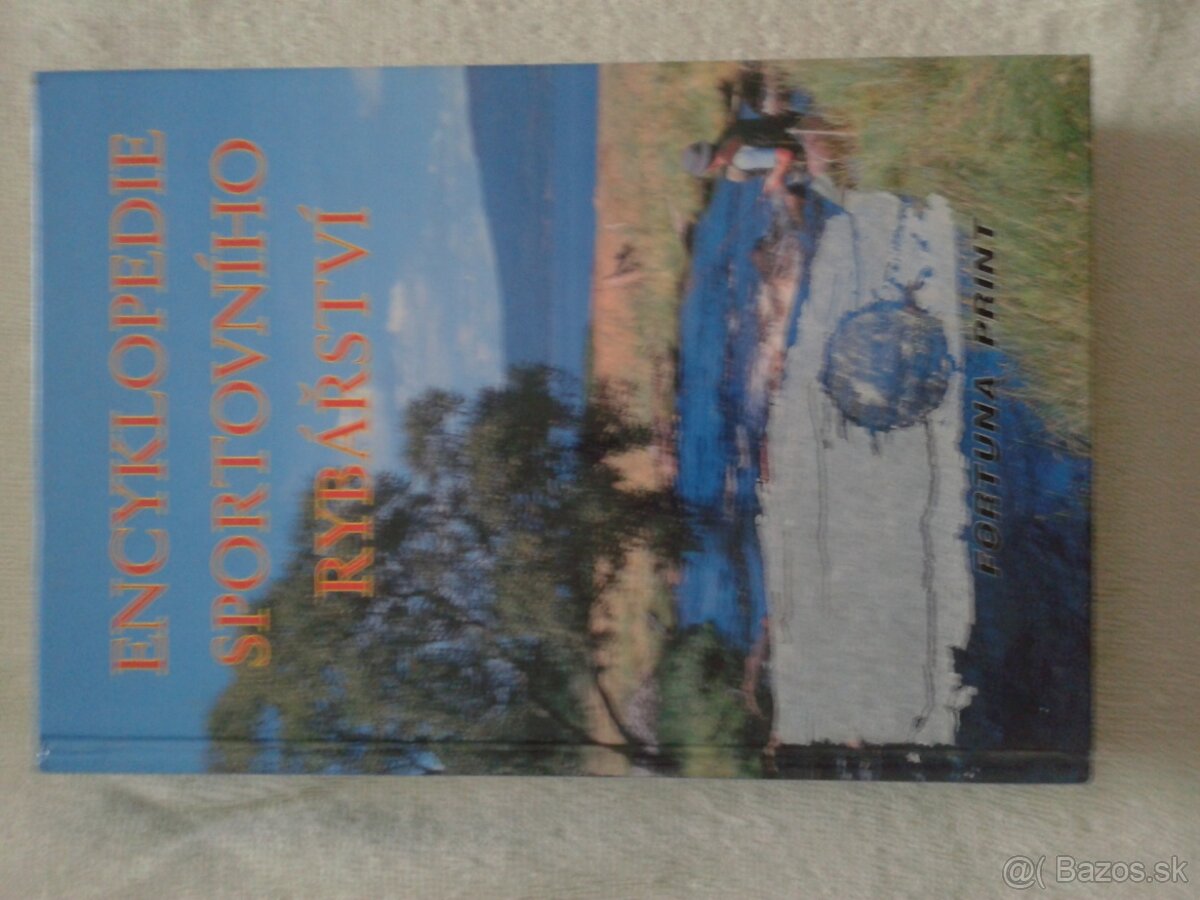 ENCYKLOPEDIE
SPORTOVNÍHO
RYBÁŘSTVÍ
FORTUNA PRINT
@( Bazos.sk